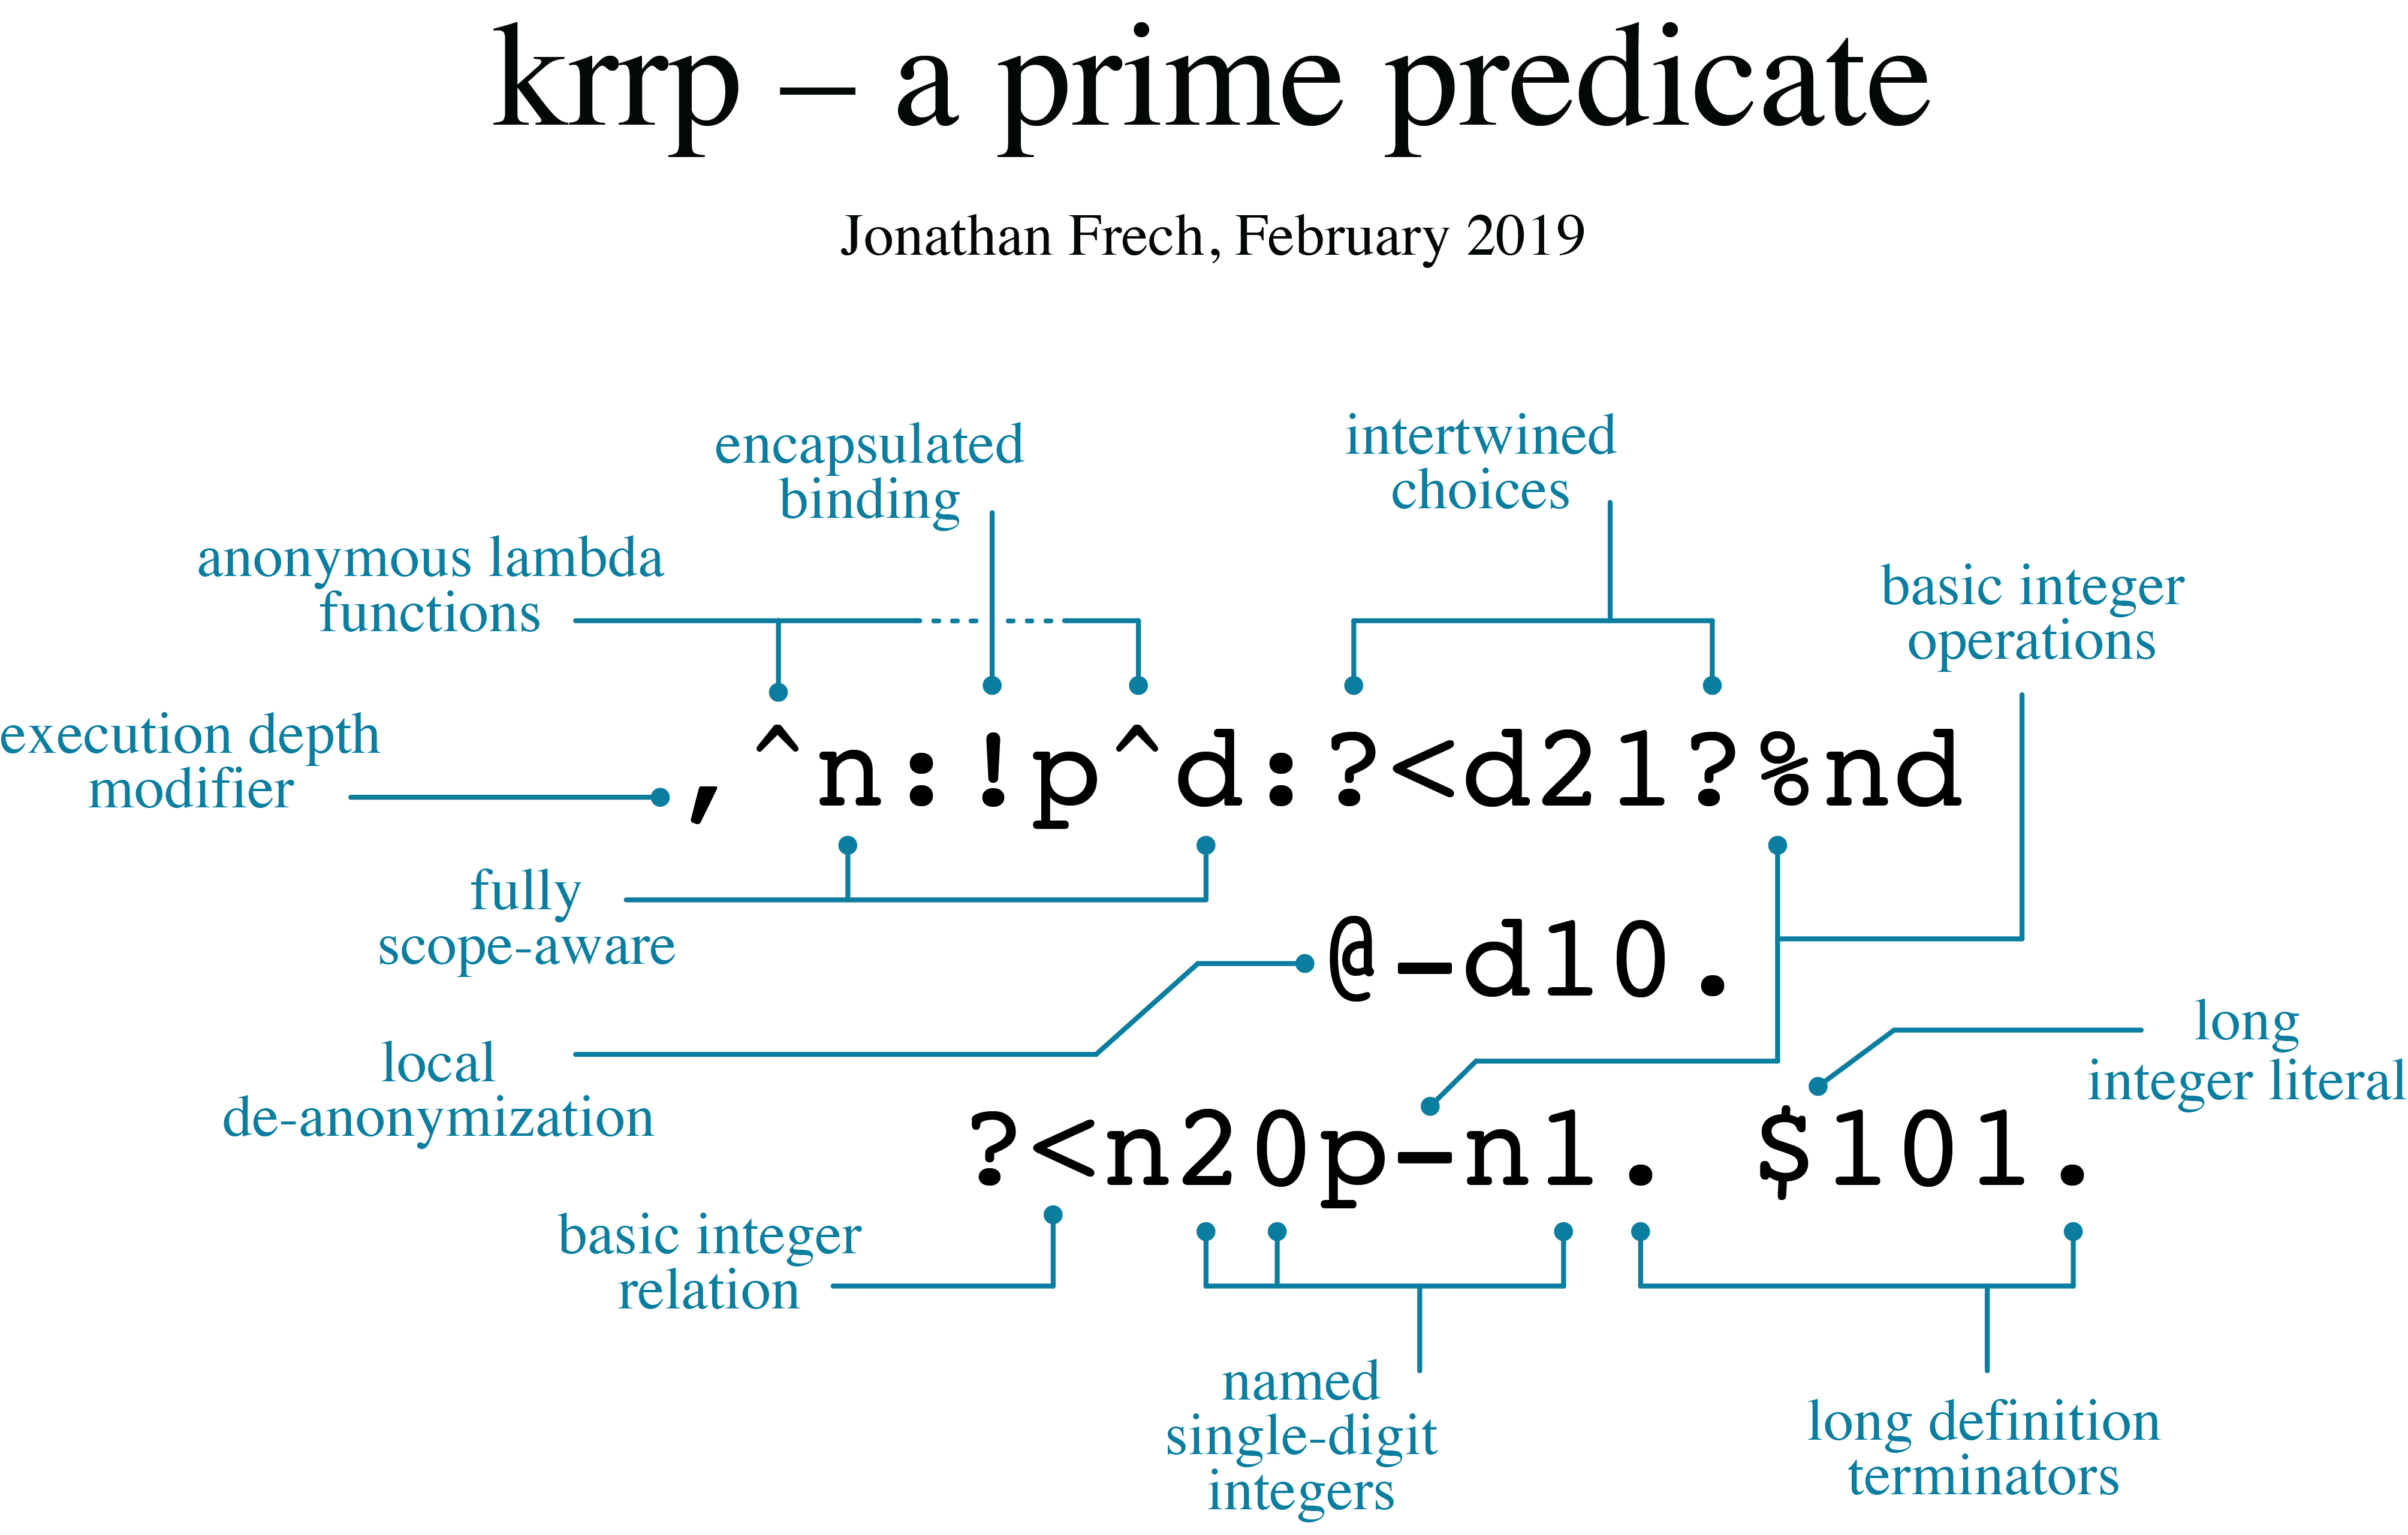 krrp – a prime predicate
Jonathan Frech, February 2019
encapsulated
binding
intertwined
choices
anonymous lambda
functions
basic integer
operations
execution depth
modifier
,^n:!p^d:?<d21?%nd
fully
scope-aware
@-d10.
local
de-anonymization
long
integer literal
?<n20p-n1. $101.
basic integer
relation
named
single-digit
integers
long definition
terminators